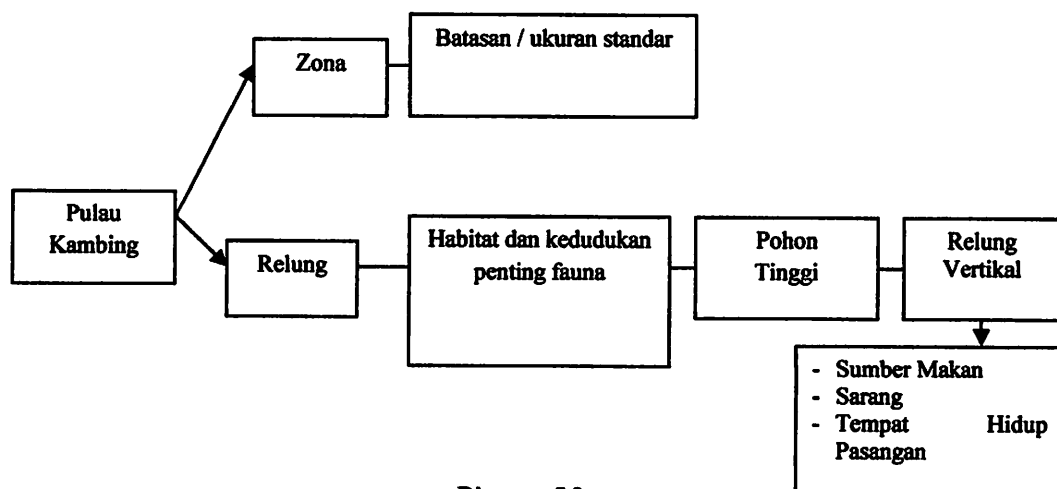 Batasan / ukuran standar
Zona
Pulau
Kambing
Relung
Habitat dan kedudukan
penting fauna
Pohon
Tinggi
Relung
Vertikal
- Sumber Makan
- Sarang
- Tempat Hidup
Pasangan